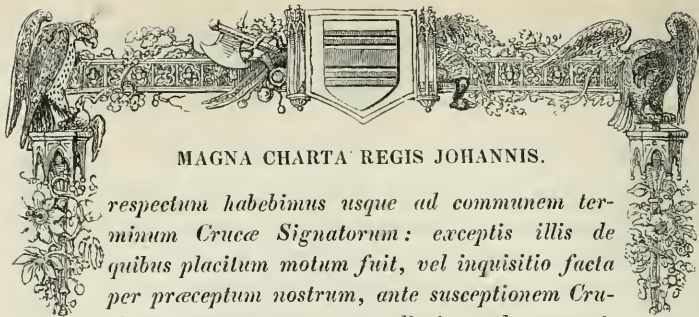 MAGNA CHARTA REGIS JOHANNIS.
respectum habebimus usque ad communem ter-
minum Crucæ Signatorum: exceptis illis de
quibus placitum motum fuit, vel inquisitio facta
per præceptum nostrum, ante susceptionem Cru-